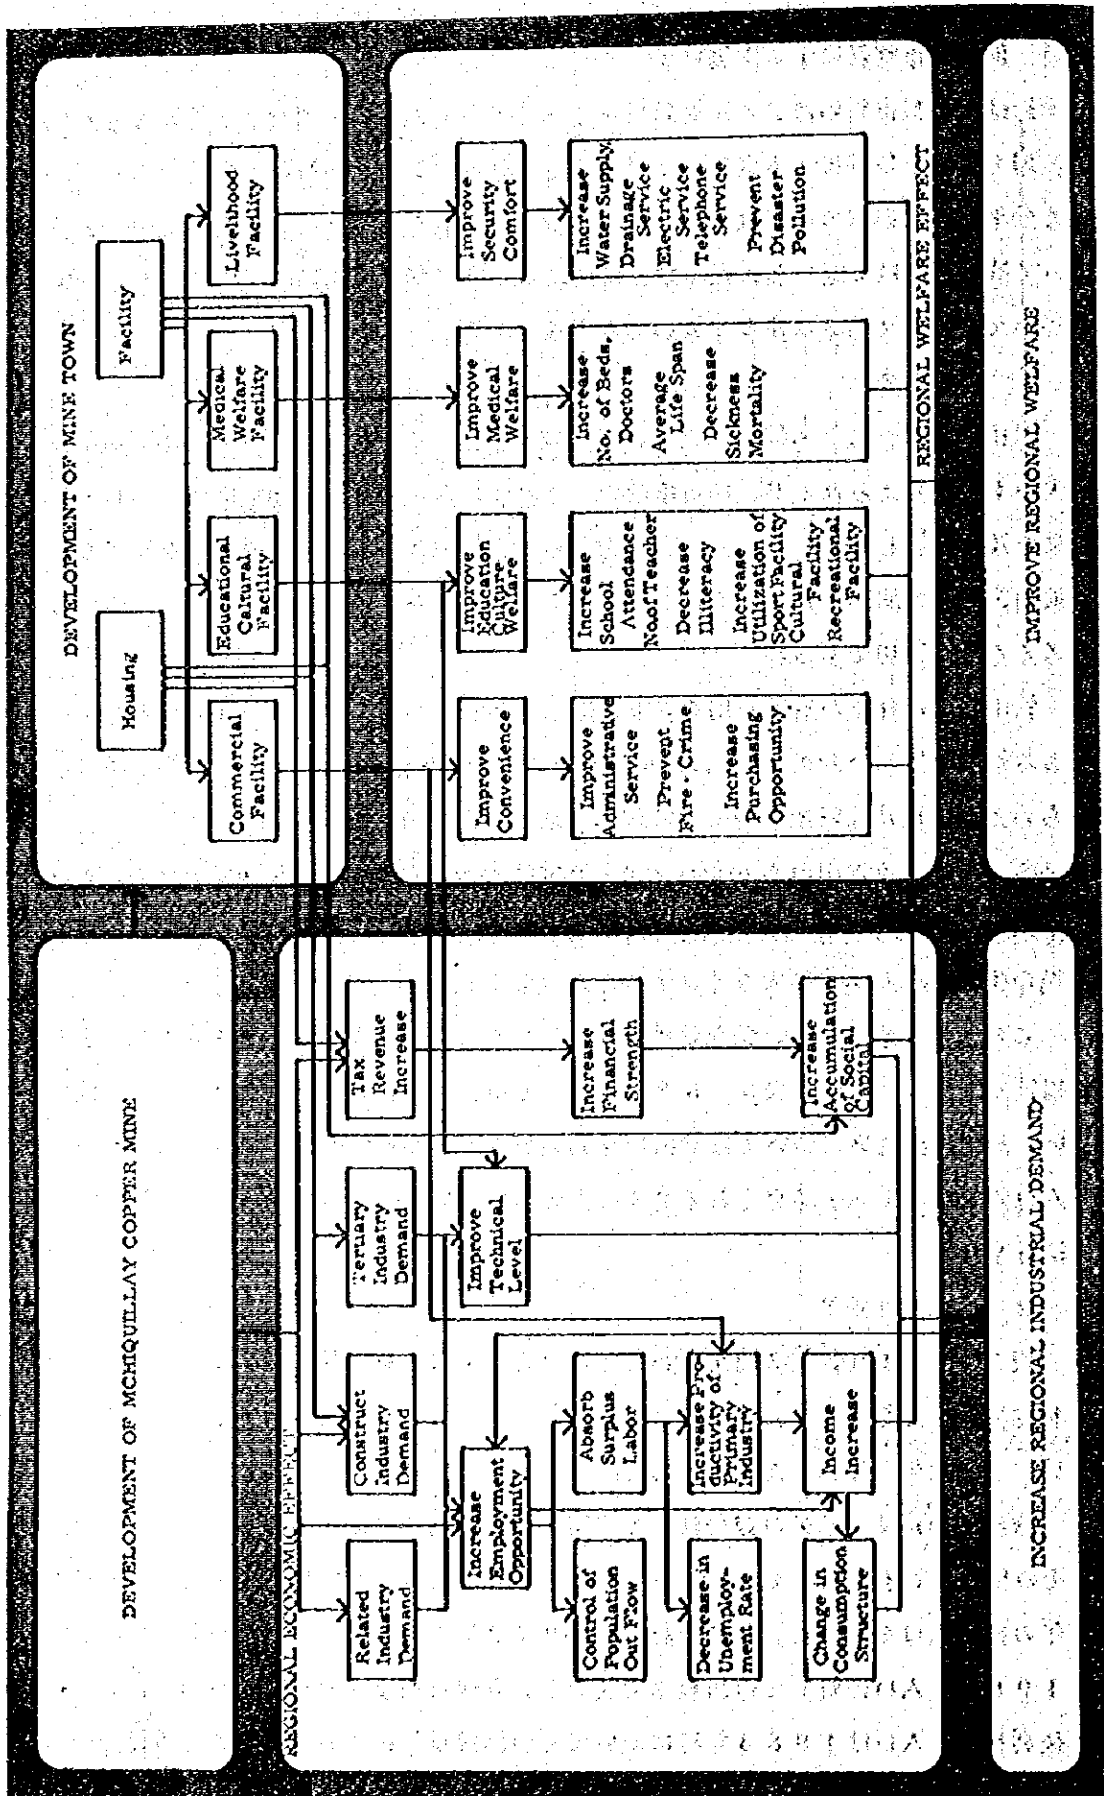 DEVELOPMENT OF MCHIQUILLAY COPPER MINE
REGIONAL ECONOMIC EFFECT
Related
Industry
Demand
Construct
Industry
Demand
Teruary
Industry
Demand
Tax
Revenue
Increase
Increase
Employment
Opportunity
Improve
Technical
Level
Control of
Population
Out Flow
Absorb
Surplus
Labor
Increase
Financial
Strength
Decrease in
Unemploy-
ment Rate
Increase Pro-
ductivity of
Primary
Industry
Change in
Consumption
Structure
Income
Increase
Increase
Accumulation
of Social
Capital
INCREASE REGIONAL INDUSTRIAL DEMAND
DEVELOPMENT OF MINE TOWN
Housing
Facility
Commercial
Facility
Educational
Caltural
Facility
Medical
Welfare
Facility
Livelihood
Facility
Improve
Convenience
Improve
Education
Culture
Welfare
Improve
Medical
Welfare
Improve
Security
Comfort
Improve
Administrative
Service
Prevent
Fire · Crime
Increase
Purchasing
Opportunity
Increase
School
Attendance
No. of Teacher
Decrease
Illiteracy
Increase
Utilization of
Sport Facility
Cultural
Facility
Recreational
Facility
Increase
No. of Beds,
Doctors
Average
Life Span
Decrease
Sickness
Mortality
Increase
Water Supply,
Drainage
Service
Electric
Service
Telephone
Service
Prevent
Disaster
Pollution
REGIONAL WELFARE EFFECT
IMPROVE REGIONAL WELFARE